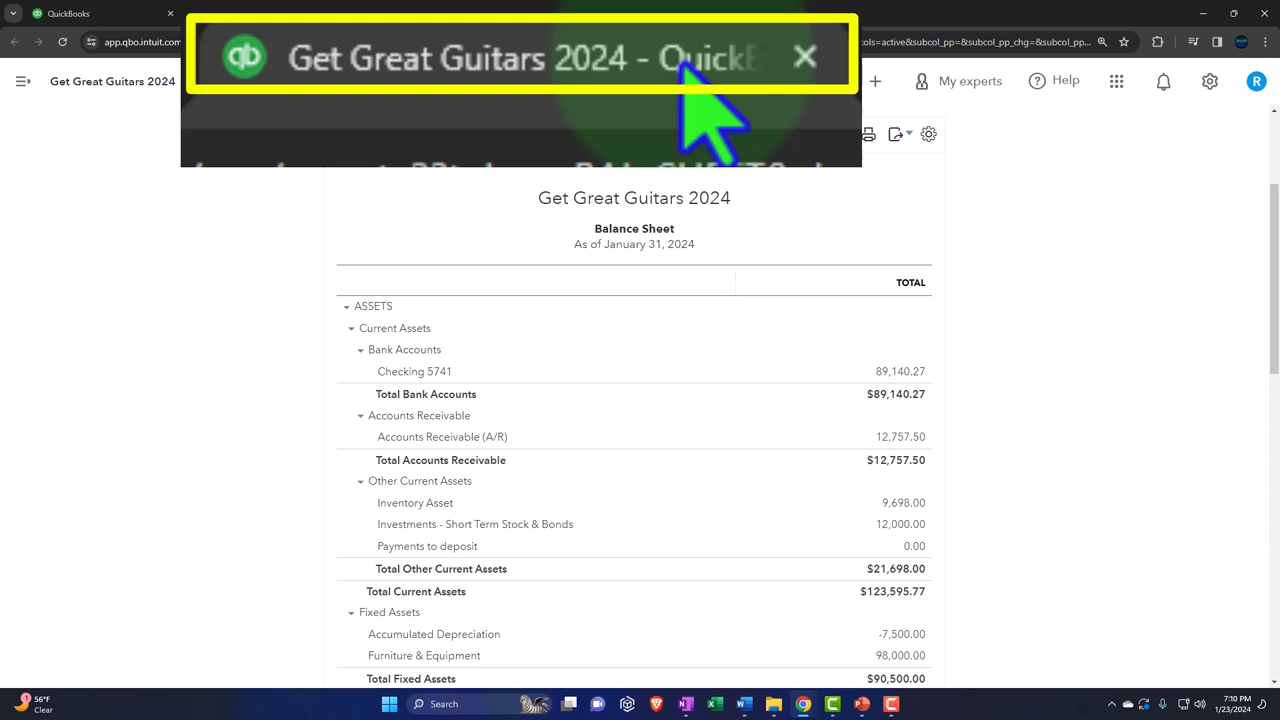 QuickBooks
app.qbo.intuit.com
Get Great Guitars 2024 - QuickB
Get Great Guitars 2024
My experts
Help
R
Get Great Guitars 2024
Balance Sheet
As of January 31, 2024
TOTAL
ASSETS
Current Assets
Bank Accounts
Checking 5741 89,140.27
Total Bank Accounts $89,140.27
Accounts Receivable
Accounts Receivable (A/R) 12,757.50
Total Accounts Receivable $12,757.50
Other Current Assets
Inventory Asset 9,698.00
Investments - Short Term Stock & Bonds 12,000.00
Payments to deposit 0.00
Total Other Current Assets $21,698.00
Total Current Assets $123,595.77
Fixed Assets
Accumulated Depreciation -7,500.00
Furniture & Equipment 98,000.00
Total Fixed Assets $90,500.00
1
56°F
Clear
Search
7:10 PM
1/23/2024